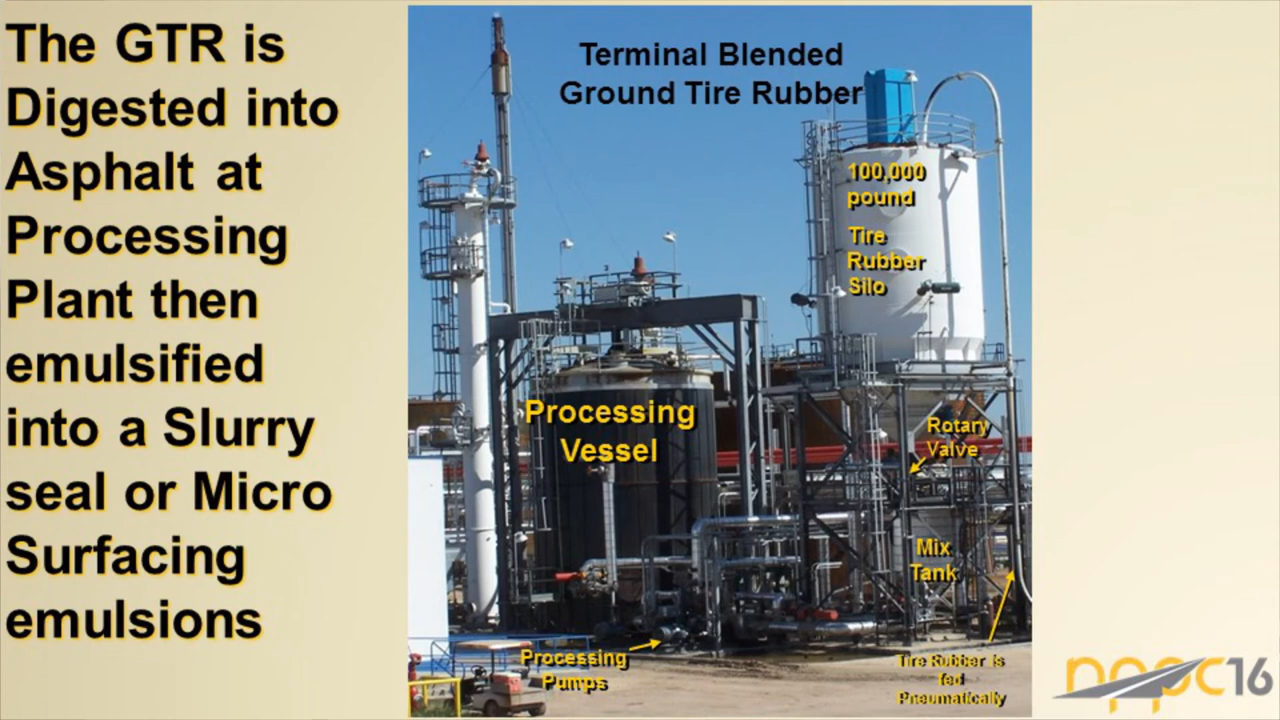 The GTR is
Digested into
Asphalt at
Processing
Plant then
emulsified
into a Slurry
seal or Micro
Surfacing
emulsions
Terminal Blended
Ground Tire Rubber
100,000
pound
Tire
Rubber
Silo
Processing
Vessel
Rotary
Valve
Mix
Tank
Processing
Pumps
Tire Rubber is
fed
Pneumatically
nppc16